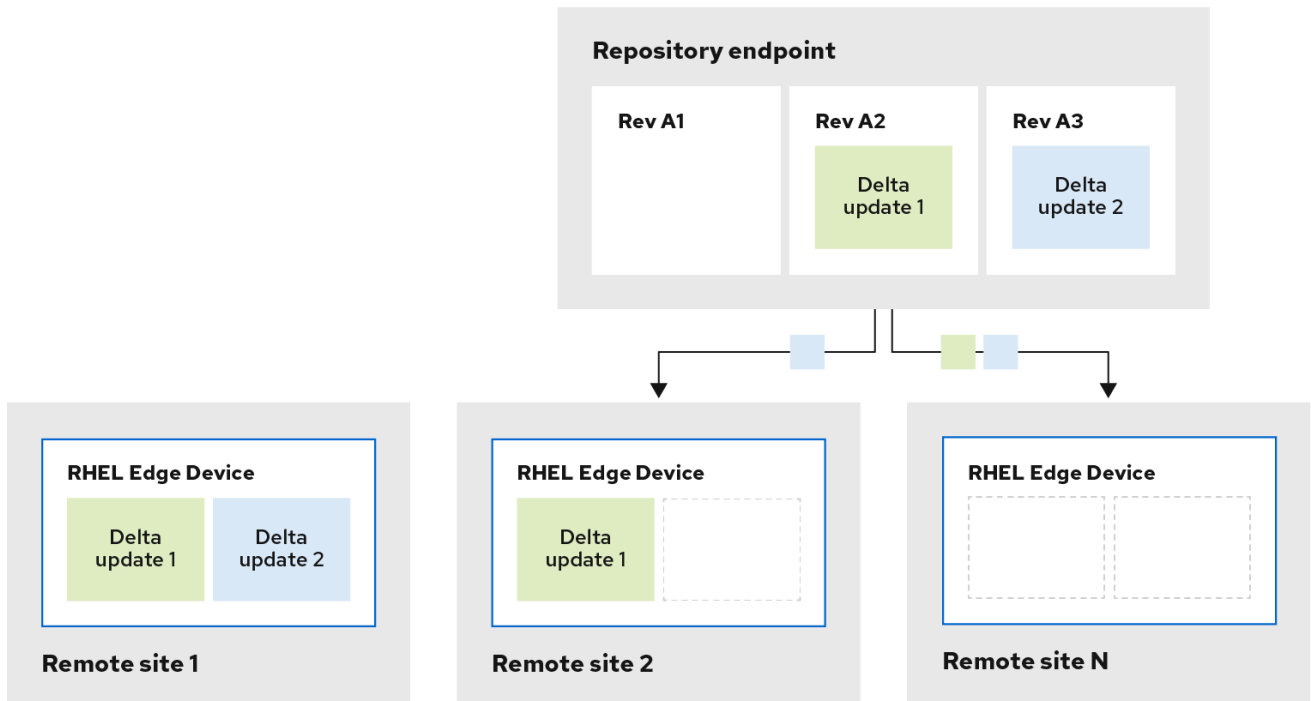 Repository endpoint
Rev A1
Rev A2
Rev A3
Delta
update 1
Delta
update 2
RHEL Edge Device
Delta
update 1
Delta
update 2
Remote site 1
RHEL Edge Device
Delta
update 1
Remote site 2
RHEL Edge Device
Remote site N